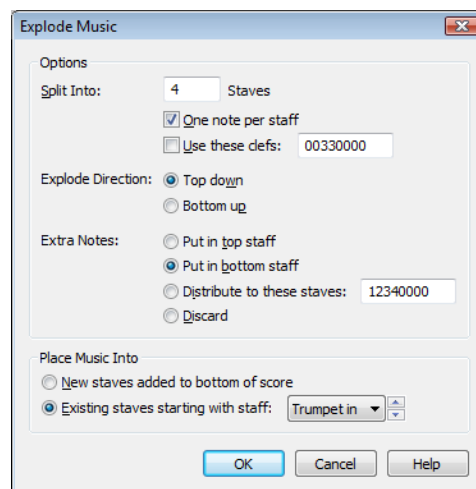 Explode Music
Options
Split Into: 4 Staves
One note per staff
Use these clefs: 00330000
Explode Direction: Top down
Bottom up
Extra Notes: Put in top staff
Put in bottom staff
Distribute to these staves: 12340000
Discard
Place Music Into
New staves added to bottom of score
Existing staves starting with staff: Trumpet in
OK Cancel Help